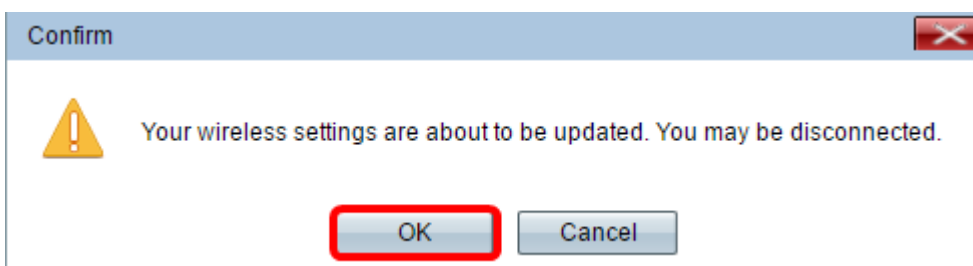 Confirm
Your wireless settings are about to be updated. You may be disconnected.
OK Cancel